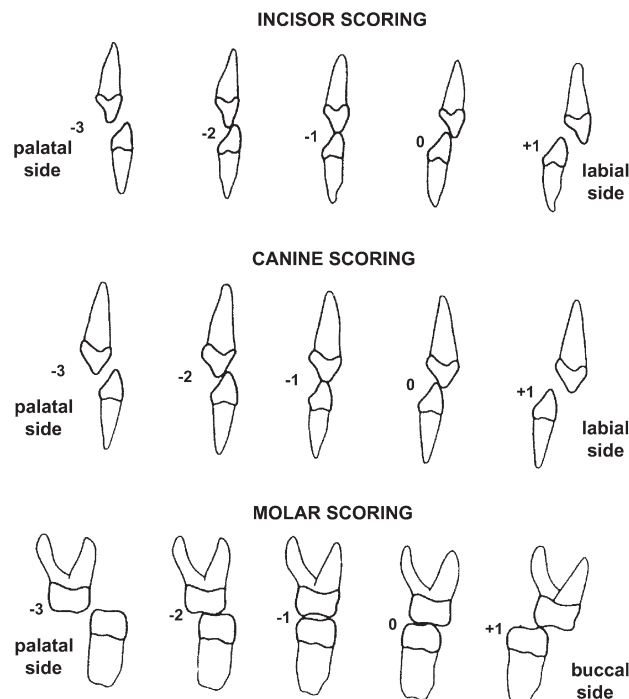 INCISOR SCORING
-3
-2
-1
0
+1
palatal
side
labial
side
CANINE SCORING
-3
-2
-1
0
+1
palatal
side
labial
side
MOLAR SCORING
-3
-2
-1
0
+1
palatal
side
buccal
side